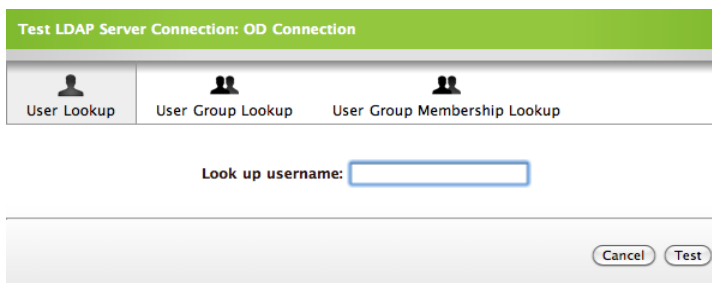 Test LDAP Server Connection: OD Connection
User Lookup User Group Lookup User Group Membership Lookup
Look up username:
Cancel Test